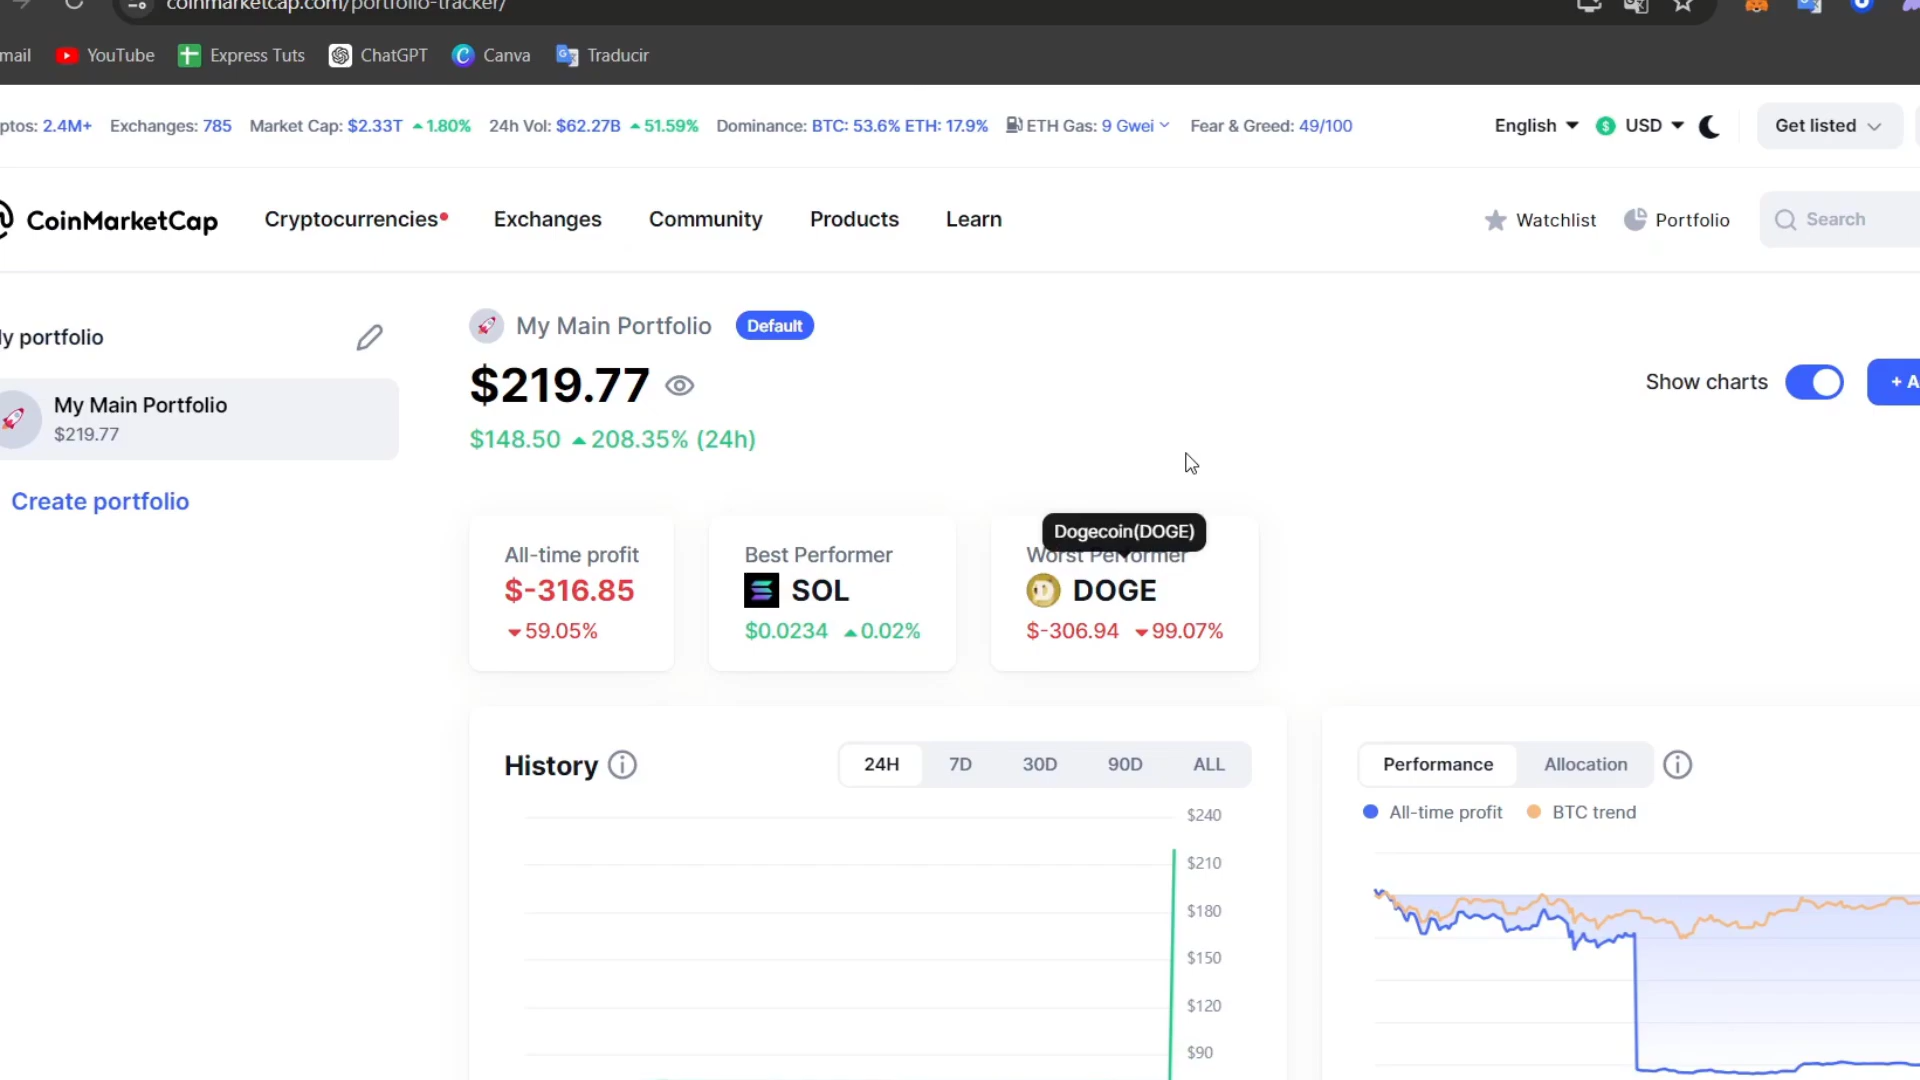 coinmarketcap.com/portfolio-tracker/
mail YouTube Express Tuts ChatGPT Canva Traducir
ptos: 2.4M+ Exchanges: 785 Market Cap: $2.33T 1.80% 24h Vol: $62.27B 51.59% Dominance: BTC: 53.6% ETH: 17.9% ETH Gas: 9 Gwei Fear & Greed: 49/100 English USD Get listed
CoinMarketCap Cryptocurrencies Exchanges Community Products Learn Watchlist Portfolio Search
y portfolio
My Main Portfolio
$219.77
Create portfolio
My Main Portfolio Default
$219.77
$148.50 208.35% (24h)
Show charts + A
All-time profit
$-316.85
59.05%
Best Performer
SOL
$0.0234 0.02%
Dogecoin(DOGE)
Worst Performer
DOGE
$-306.94 99.07%
History 24H 7D 30D 90D ALL
$240
$210
$180
$150
$120
$90
Performance Allocation
All-time profit BTC trend